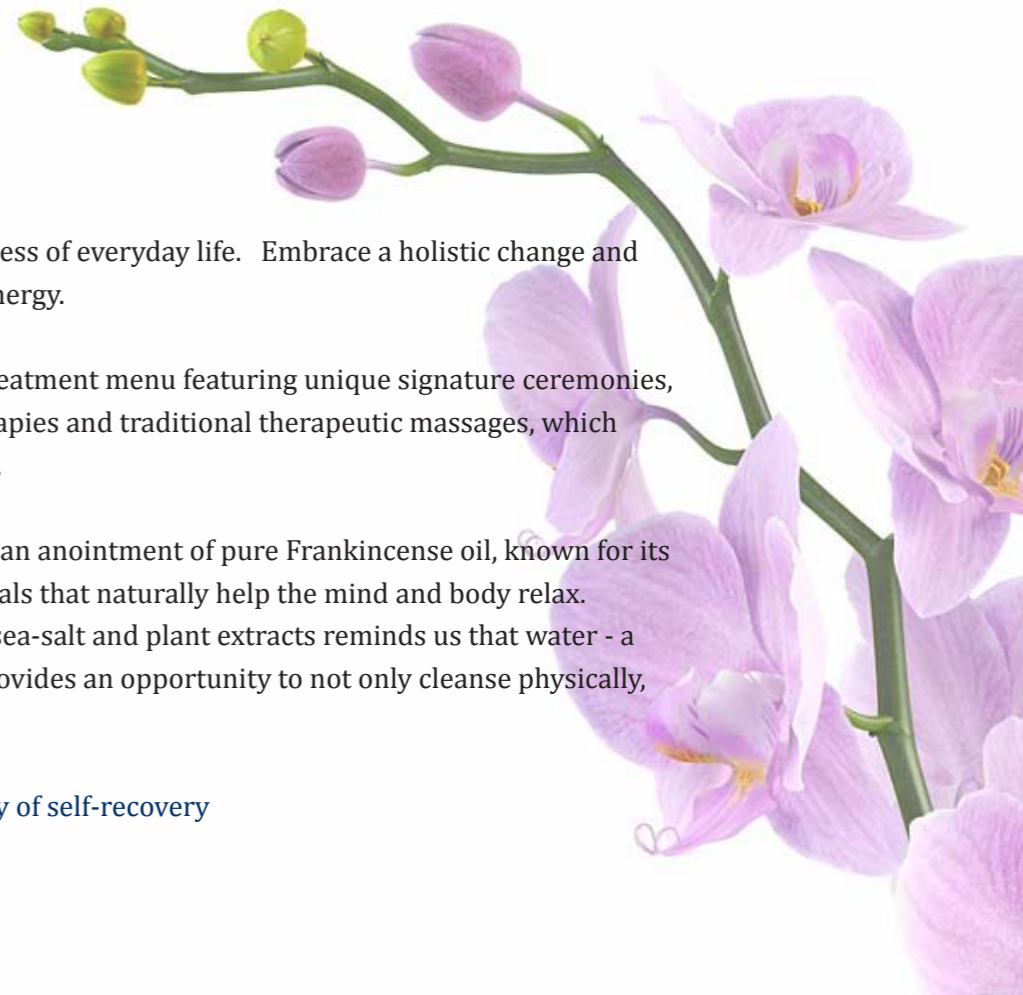 ess of everyday life. Embrace a holistic change and
nergy.
eatment menu featuring unique signature ceremonies,
apies and traditional therapeutic massages, which
an anointment of pure Frankincense oil, known for its
als that naturally help the mind and body relax.
sea-salt and plant extracts reminds us that water - a
ovides an opportunity to not only cleanse physically,
y of self-recovery